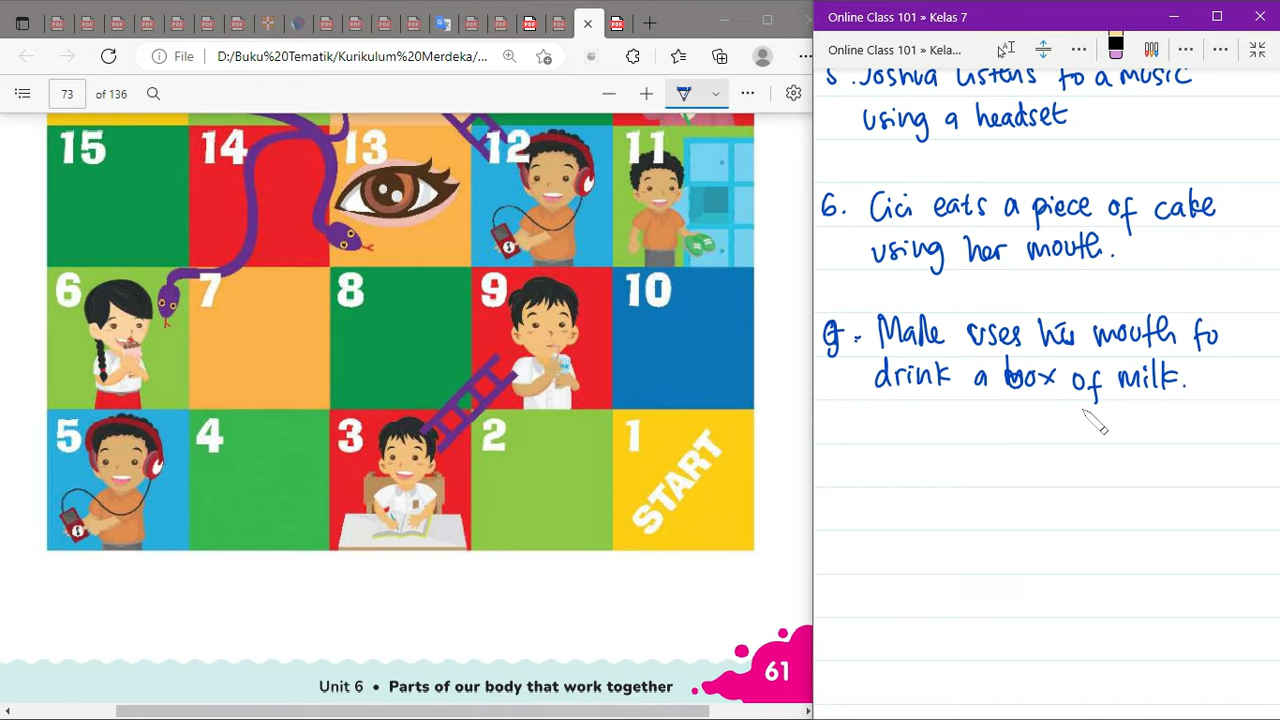 Online Class 101 » Kelas 7
File
D:/Buku%20Tematik/Kurikulum%20Merdeka/...
Online Class 101 » Kela...
73
of 136
15
14
13
12
11
6
7
8
9
10
5
4
3
2
1
START
61
Unit 6 • Parts of our body that work together
5. Joshua listens to a music
using a headset
6. Cici eats a piece of cake
using her mouth.
9. Made uses his mouth to
drink a box of milk.